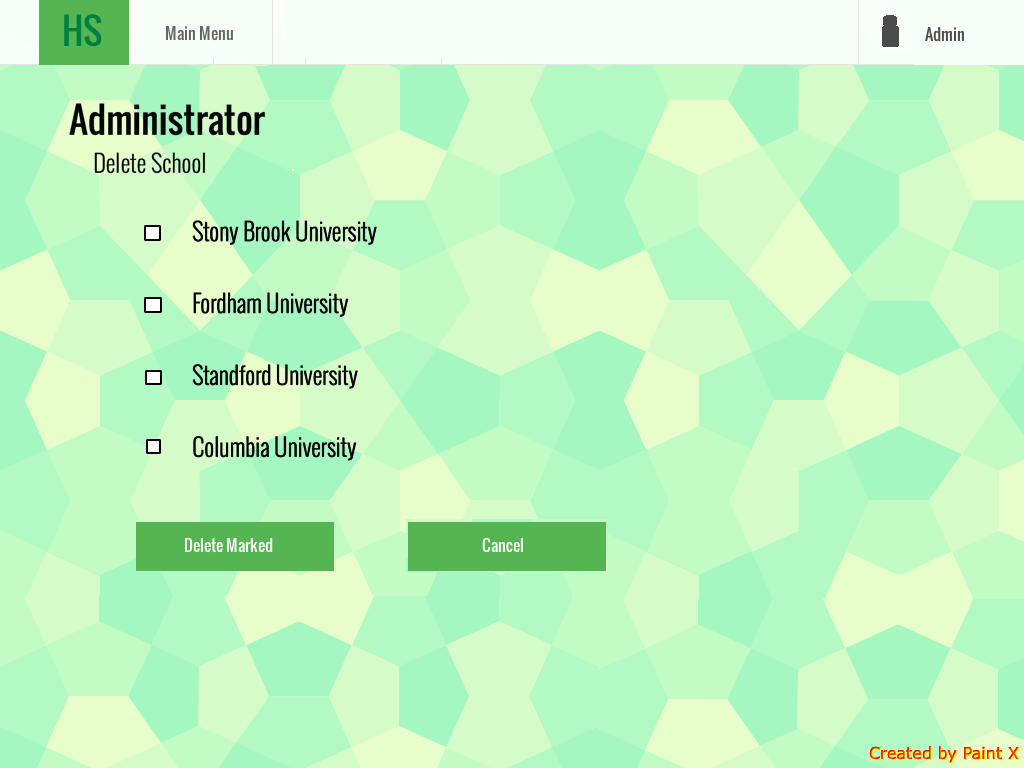 HS
Main Menu
Admin
Administrator
Delete School
Stony Brook University
Fordham University
Standford University
Columbia University
Delete Marked
Cancel
Created by Paint X